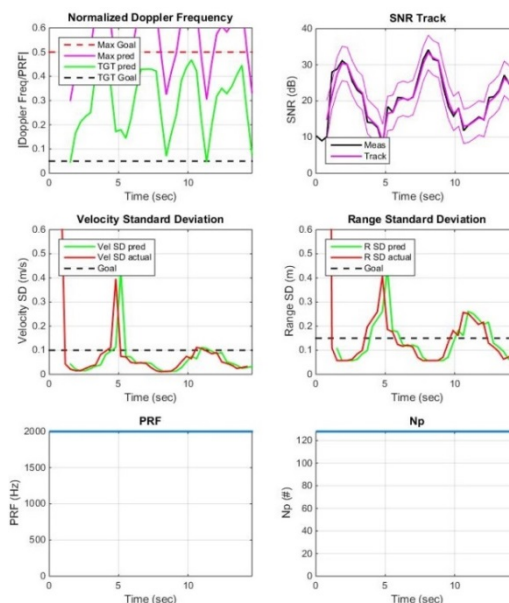 Normalized Doppler Frequency
|Doppler Freq/PRF|
0.6
0.5
0.4
0.3
0.2
0.1
0
Max Goal
Max pred
TGT pred
TGT Goal
0 5 10
Time (sec)
SNR Track
SNR (dB)
40
30
20
10
0
Meas
Track
0 5 10
Time (sec)
Velocity Standard Deviation
Velocity SD (m/s)
0.6
0.5
0.4
0.3
0.2
0.1
0
Vel SD pred
Vel SD actual
Goal
0 5 10
Time (sec)
Range Standard Deviation
Range SD (m)
0.6
0.5
0.4
0.3
0.2
0.1
0
R SD pred
R SD actual
Goal
0 5 10
Time (sec)
PRF
PRF (Hz)
2000
1500
1000
500
0
0 5 10
Time (sec)
Np
Np (#)
120
100
80
60
40
20
0
0 5 10
Time (sec)